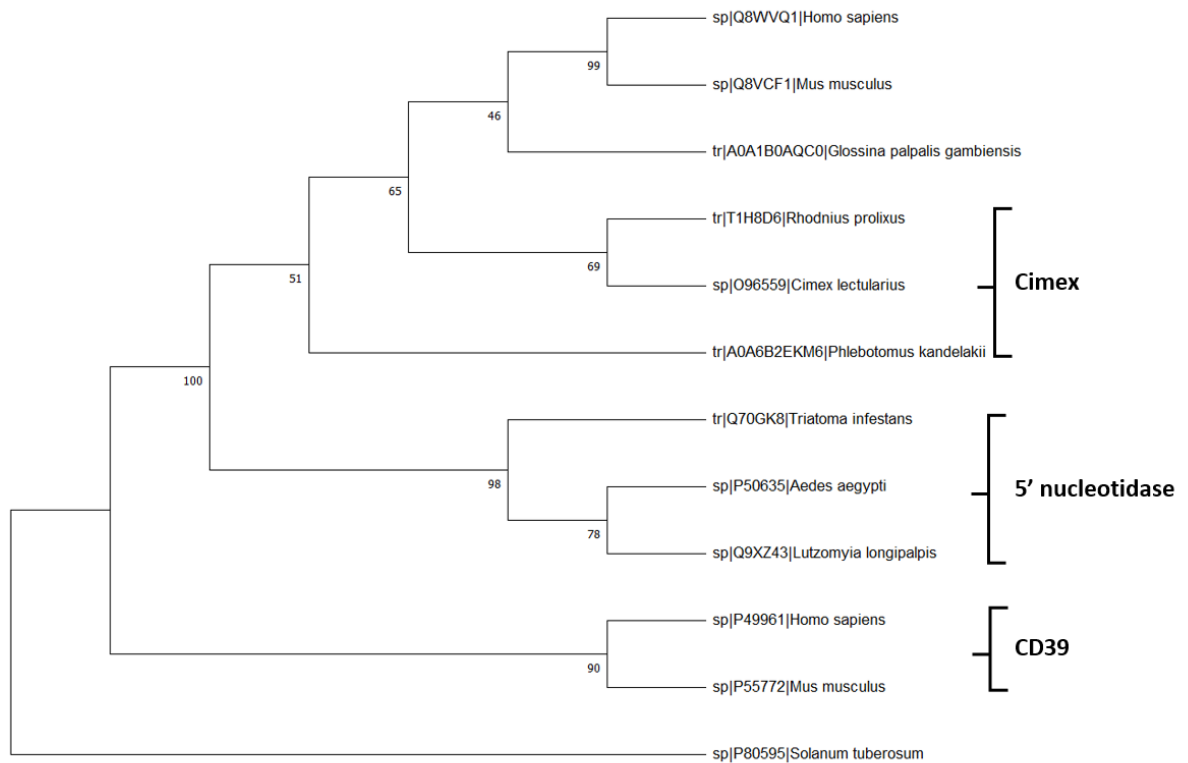 sp|Q8WVQ1|Homo sapiens
99
sp|Q8VCF1|Mus musculus
46
tr|A0A1B0AQC0|Glossina palpalis gambiensis
65
tr|T1H8D6|Rhodnius prolixus
69
51
sp|O96559|Cimex lectularius
Cimex
tr|A0A6B2EKM6|Phlebotomus kandelakii
100
tr|Q70GK8|Triatoma infestans
98
sp|P50635|Aedes aegypti
5’ nucleotidase
78
sp|Q9XZ43|Lutzomyia longipalpis
sp|P49961|Homo sapiens
CD39
90
sp|P55772|Mus musculus
sp|P80595|Solanum tuberosum